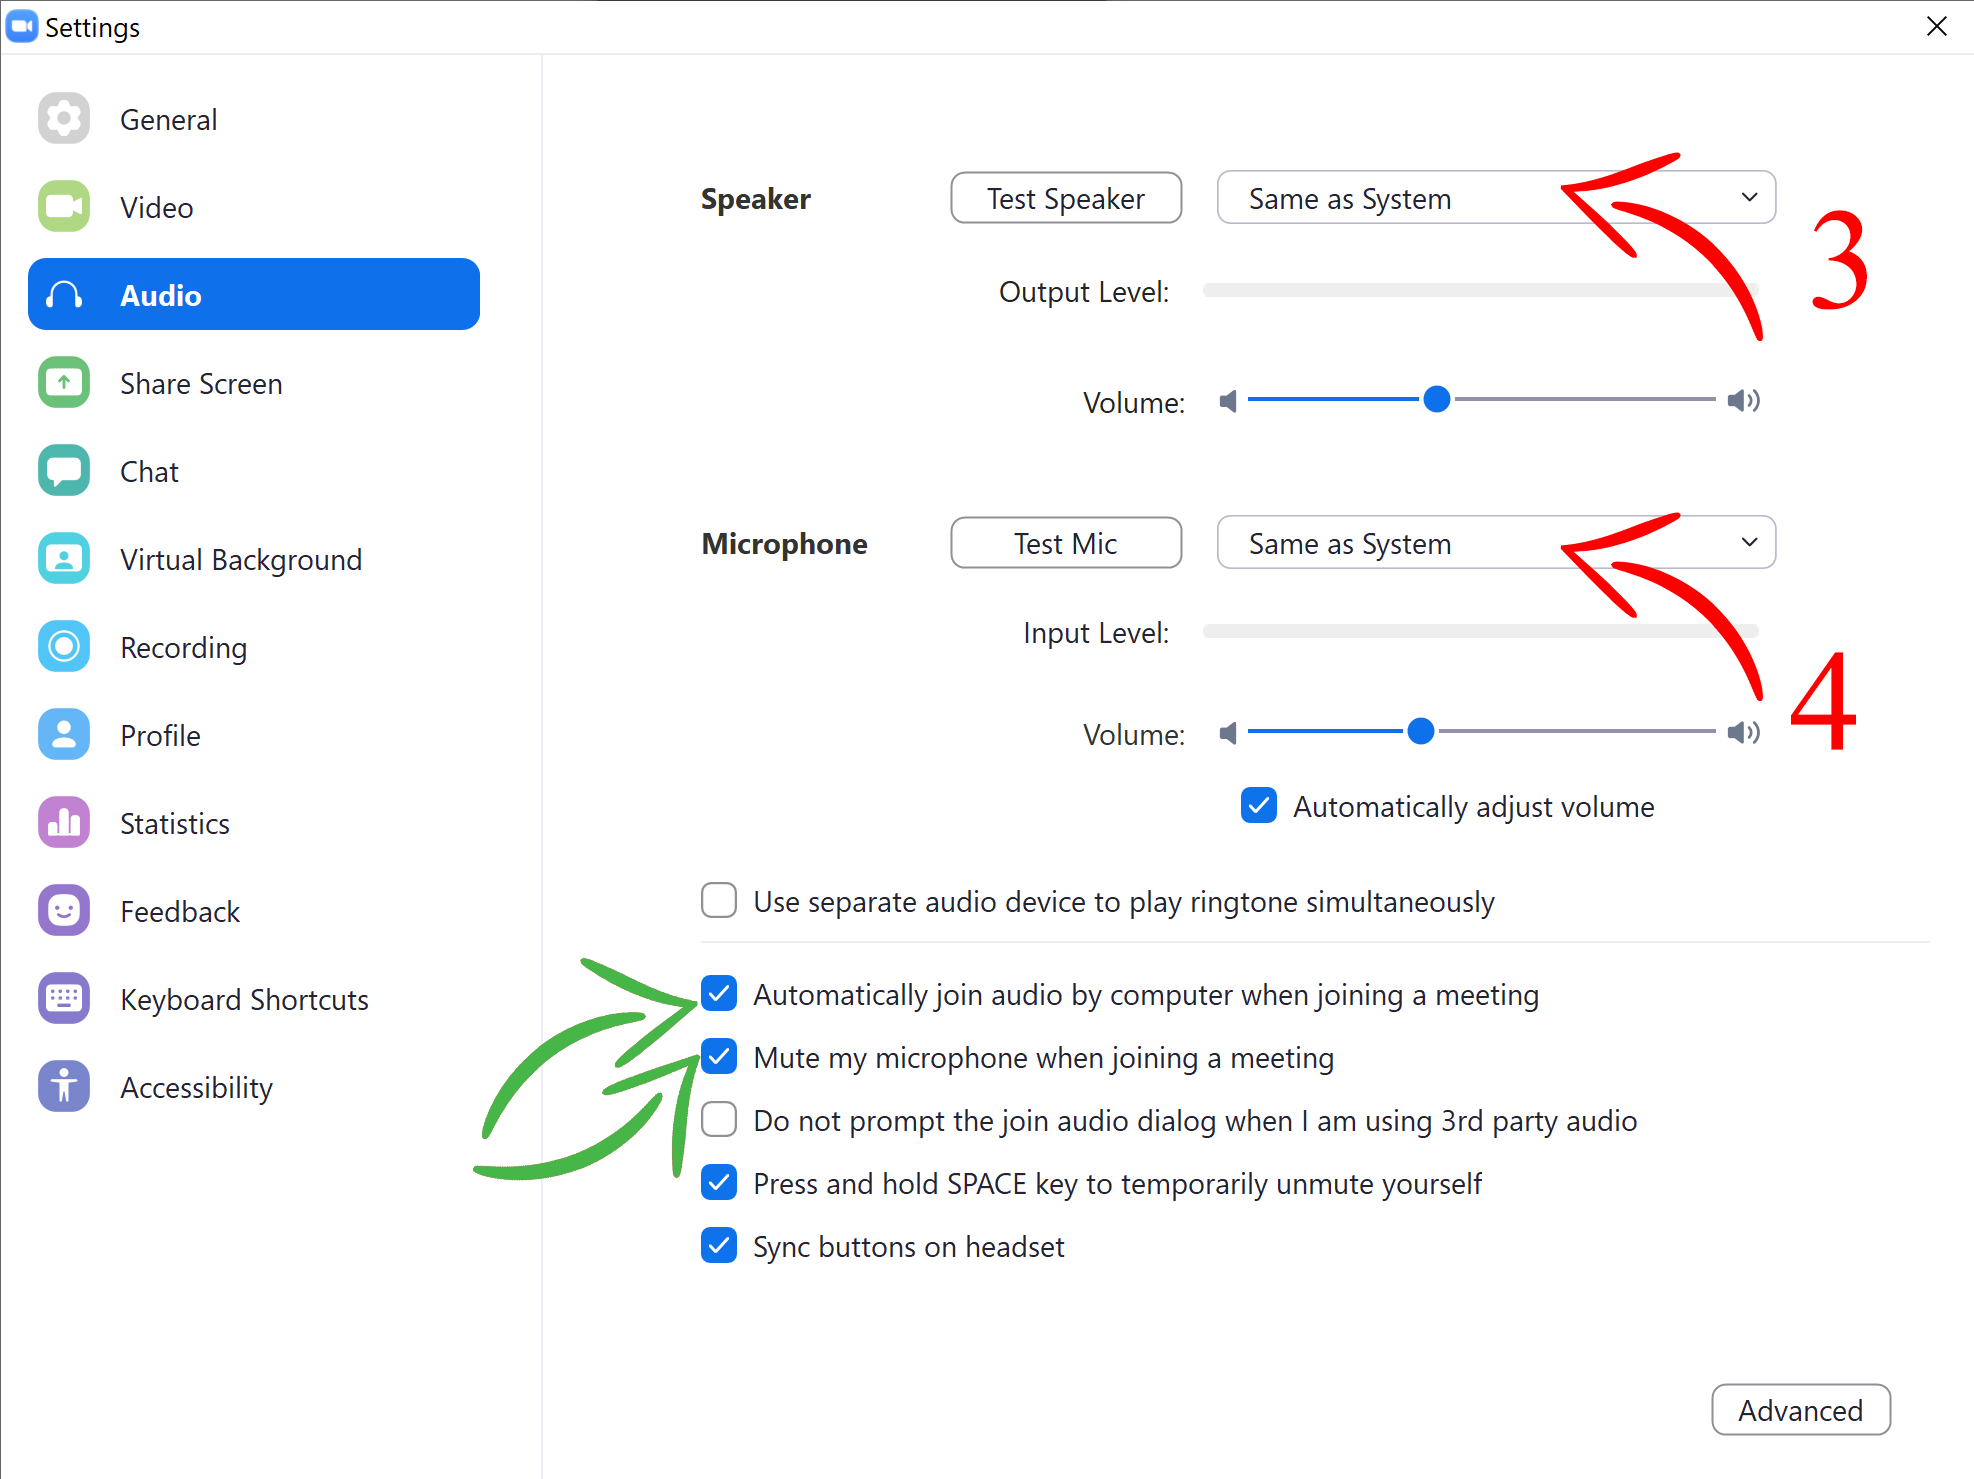 Settings
General
Video
Audio
Share Screen
Chat
Virtual Background
Recording
Profile
Statistics
Feedback
Keyboard Shortcuts
Accessibility
Speaker Test Speaker Same as System
3
Output Level:
Volume:
Microphone Test Mic Same as System
Input Level:
4
Volume:
Automatically adjust volume
Use separate audio device to play ringtone simultaneously
Automatically join audio by computer when joining a meeting
Mute my microphone when joining a meeting
Do not prompt the join audio dialog when I am using 3rd party audio
Press and hold SPACE key to temporarily unmute yourself
Sync buttons on headset
Advanced